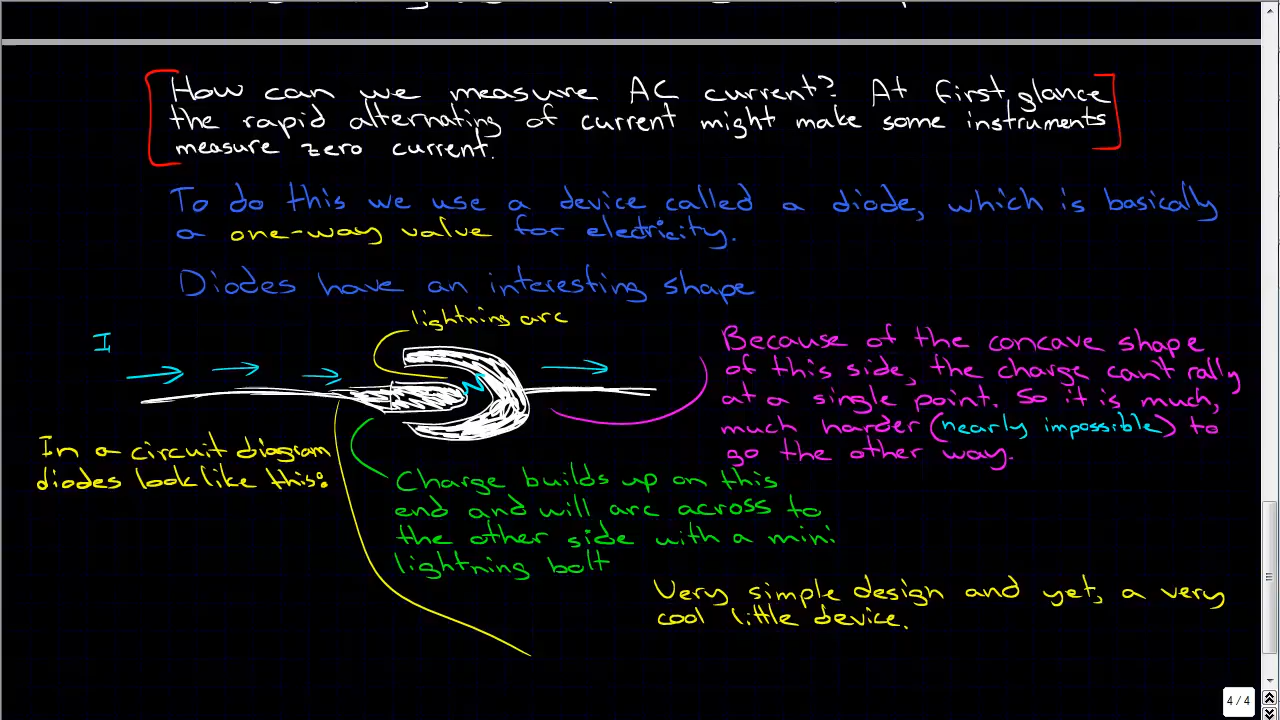 How can we measure AC current? At first glance
the rapid alternating of current might make some instruments
measure zero current.
To do this we use a device called a diode, which is basically
a one-way valve for electricity.
Diodes have an interesting shape
lightning arc
I
Because of the concave shape
of this side, the charge can't rally
at a single point. So it is much,
much harder (nearly impossible) to
go the other way.
In a circuit diagram
diodes look like this:
Charge builds up on this
end and will arc across to
the other side with a mini
lightning bolt
Very simple design and yet, a very
cool little device.
4 / 4